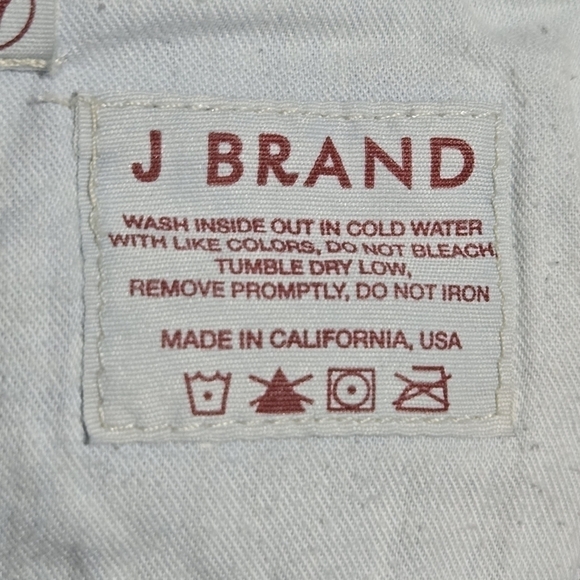 J BRAND
WASH INSIDE OUT IN COLD WATER
WITH LIKE COLORS, DO NOT BLEACH,
TUMBLE DRY LOW,
REMOVE PROMPTLY, DO NOT IRON
MADE IN CALIFORNIA, USA